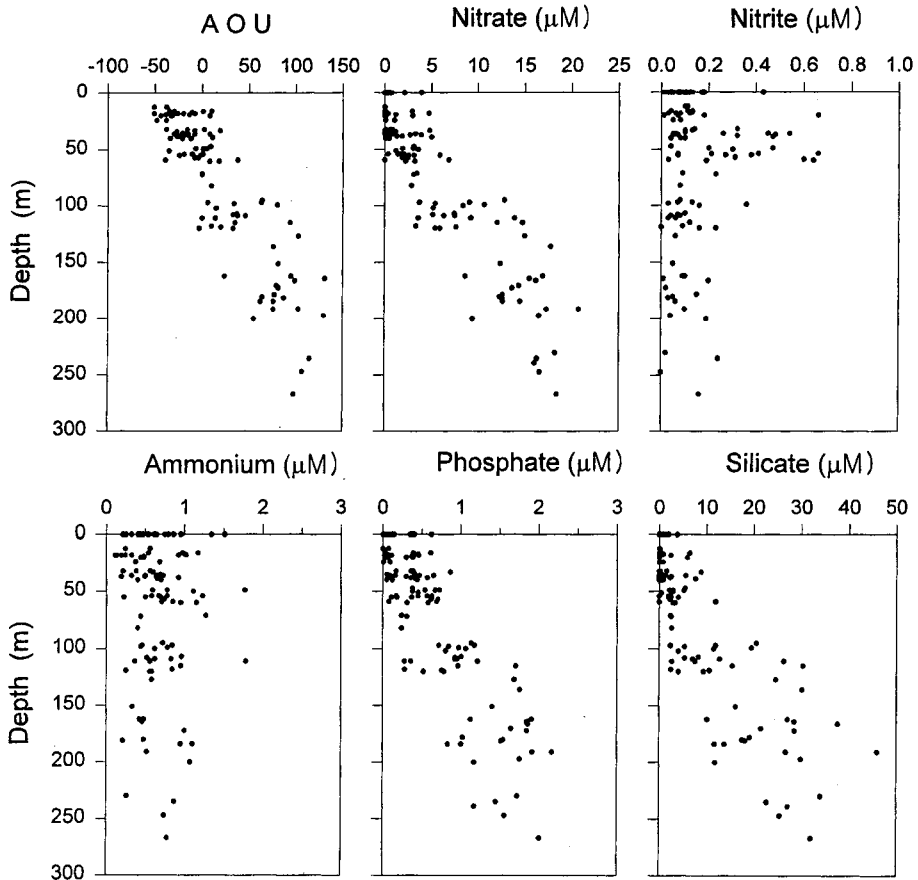 A O U
-100 -50 0 50 100 150
Nitrate (μM)
0 5 10 15 20 25
Nitrite (μM)
0.0 0.2 0.4 0.6 0.8 1.0
Depth (m)
0
50
100
150
200
250
300
Ammonium (μM)
0 1 2 3
Phosphate (μM)
0 1 2 3
Silicate (μM)
0 10 20 30 40 50
Depth (m)
0
50
100
150
200
250
300